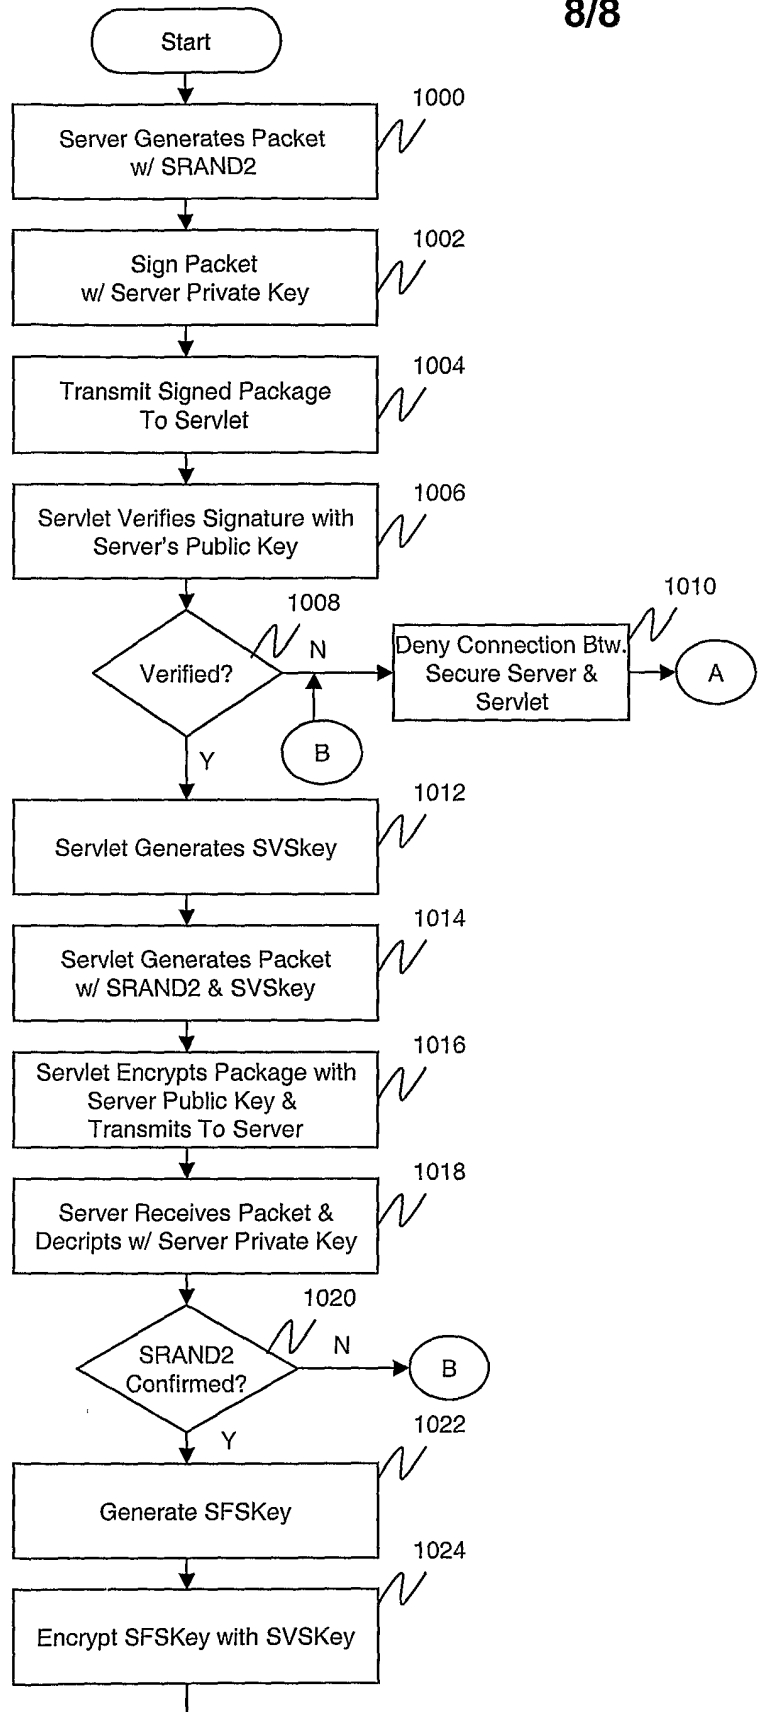 8/8
Start
1000
Server Generates Packet
w/ SRAND2
1002
Sign Packet
w/ Server Private Key
1004
Transmit Signed Package
To Servlet
1006
Servlet Verifies Signature with
Server's Public Key
1008
Verified?
N
1010
Deny Connection Btw.
Secure Server &
Servlet
A
B
Y
1012
Servlet Generates SVSkey
1014
Servlet Generates Packet
w/ SRAND2 & SVSkey
1016
Servlet Encrypts Package with
Server Public Key &
Transmits To Server
1018
Server Receives Packet &
Decripts w/ Server Private Key
1020
SRAND2
Confirmed?
N
B
Y
1022
Generate SFSKey
1024
Encrypt SFSKey with SVSKey